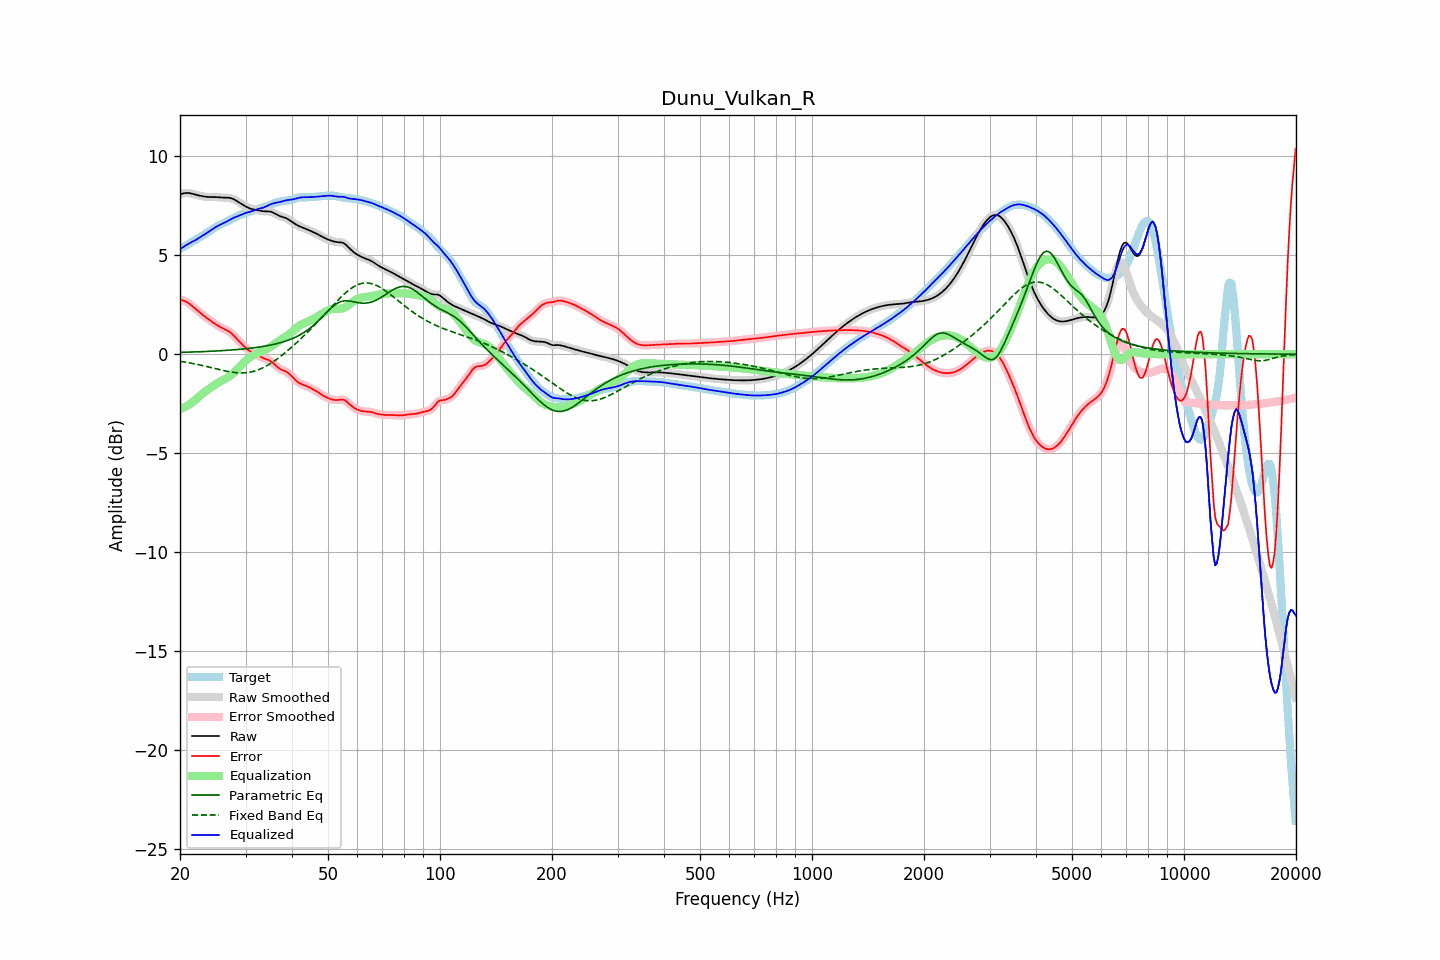 Dunu_Vulkan_R
10
5
0
−5
−10
−15
−20
−25
Amplitude (dBr)
Target
Raw Smoothed
Error Smoothed
Raw
Error
Equalization
Parametric Eq
Fixed Band Eq
Equalized
20 50 100 200 500 1000 2000 5000 10000 20000
Frequency (Hz)